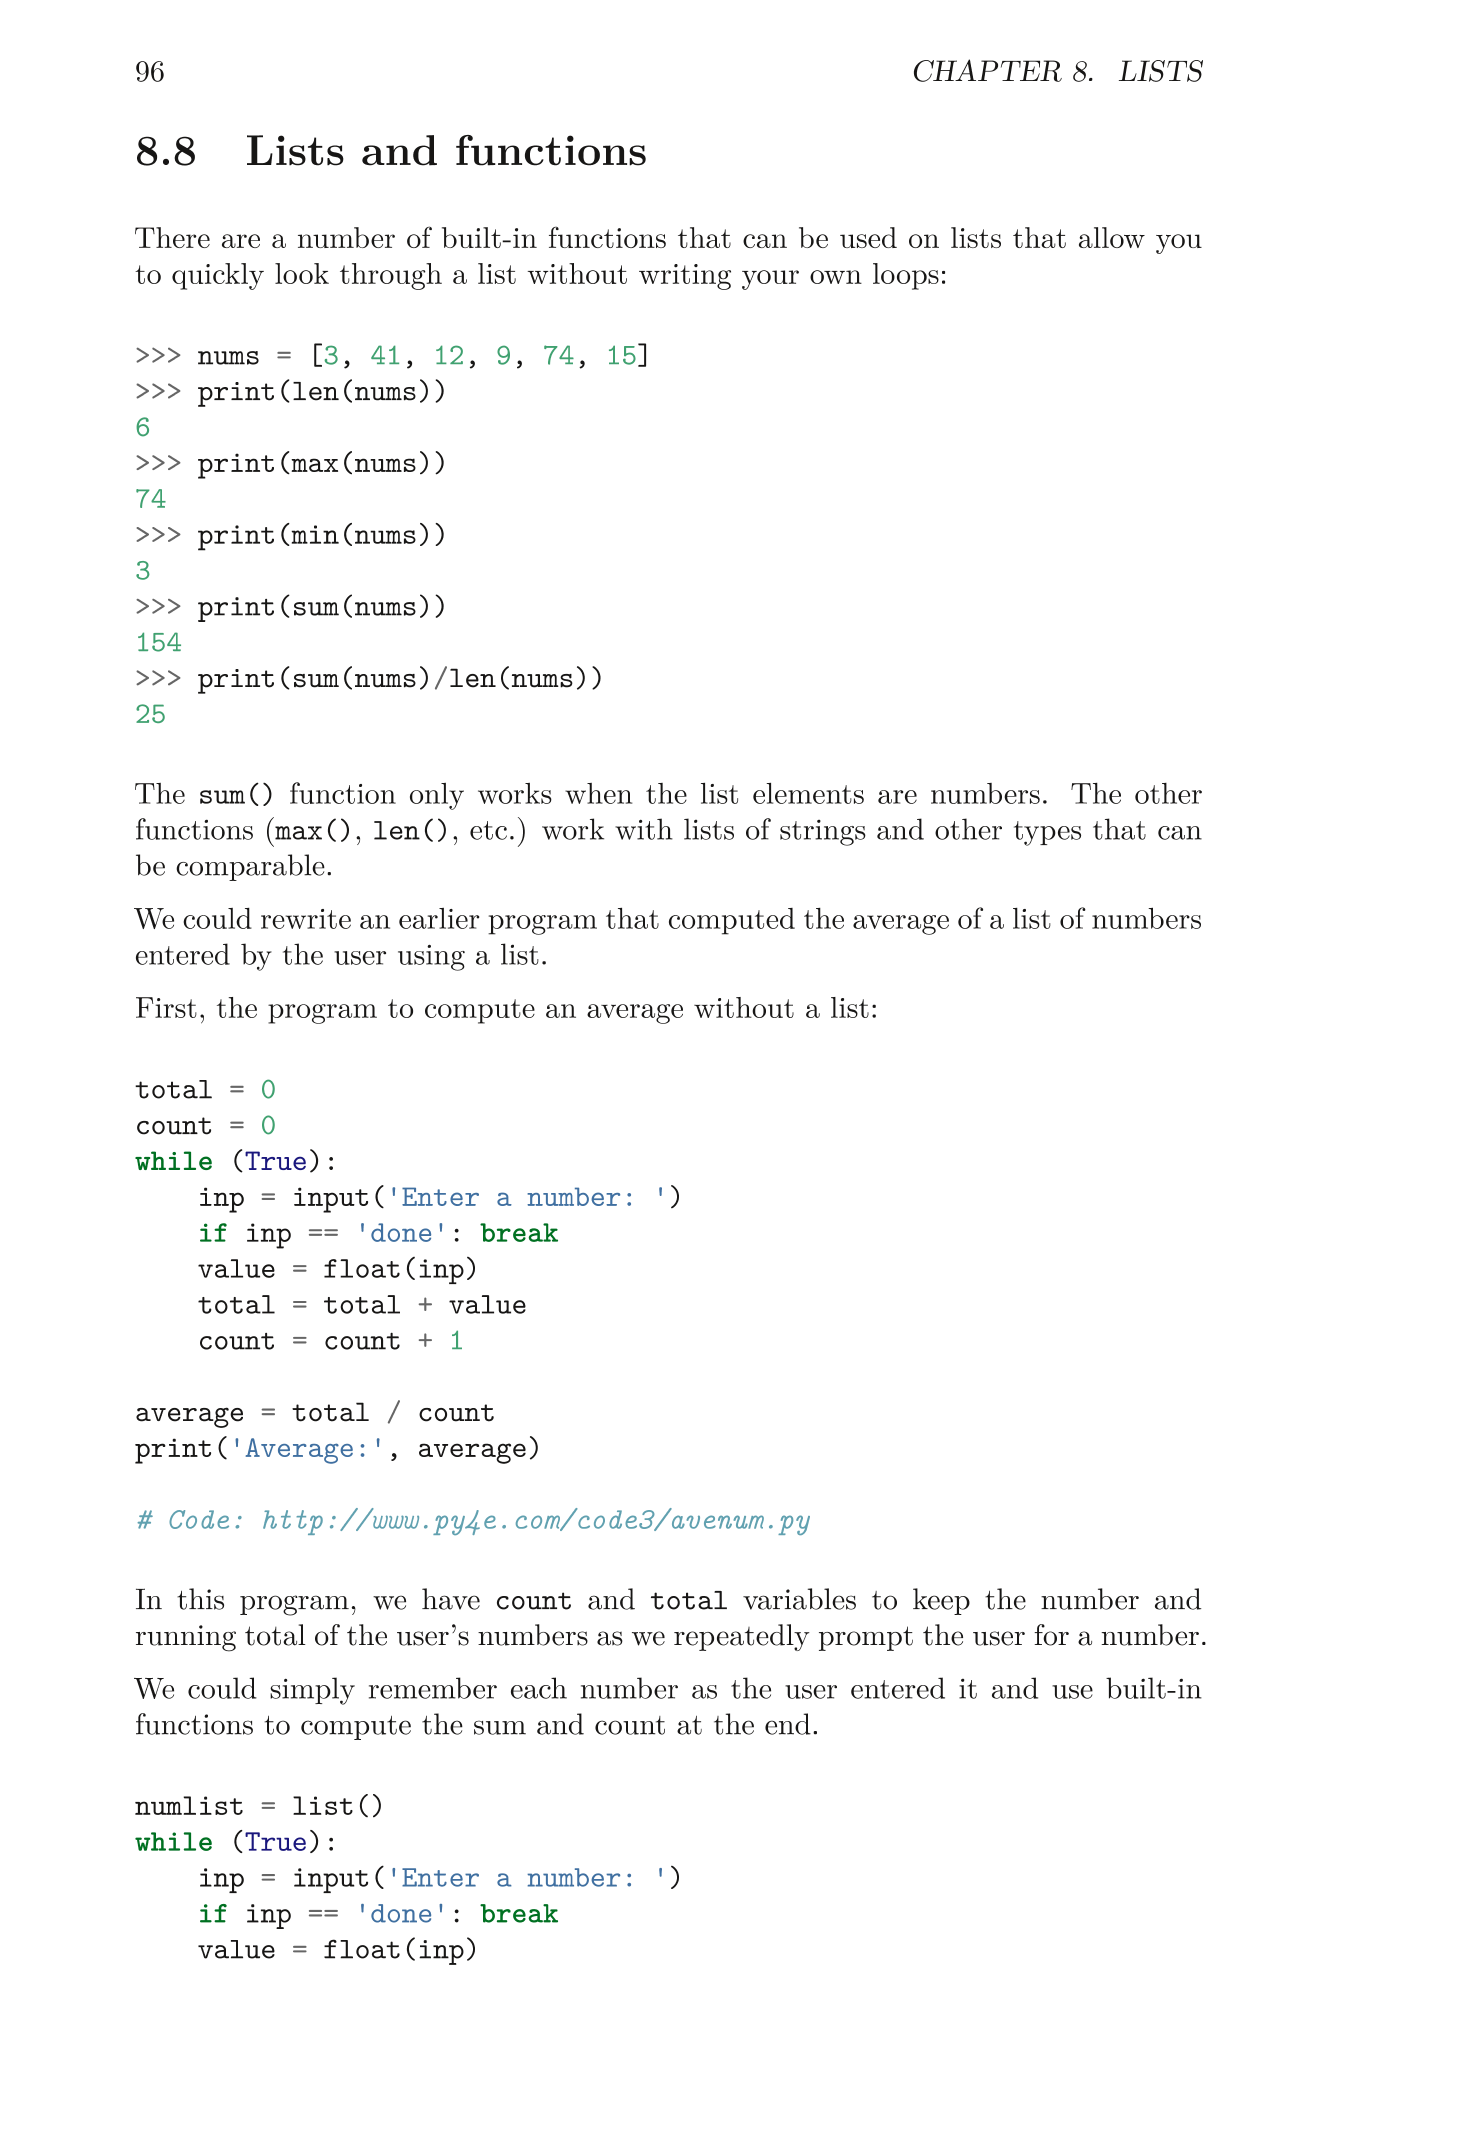 96 CHAPTER 8. LISTS
8.8 Lists and functions
There are a number of built-in functions that can be used on lists that allow you
to quickly look through a list without writing your own loops:
>>> nums = [3, 41, 12, 9, 74, 15]
>>> print(len(nums))
6
>>> print(max(nums))
74
>>> print(min(nums))
3
>>> print(sum(nums))
154
>>> print(sum(nums)/len(nums))
25
The sum() function only works when the list elements are numbers. The other
functions (max(), len(), etc.) work with lists of strings and other types that can
be comparable.
We could rewrite an earlier program that computed the average of a list of numbers
entered by the user using a list.
First, the program to compute an average without a list:
total = 0
count = 0
while (True):
    inp = input('Enter a number: ')
    if inp == 'done': break
    value = float(inp)
    total = total + value
    count = count + 1
average = total / count
print('Average:', average)
# Code: http://www.py4e.com/code3/avenum.py
In this program, we have count and total variables to keep the number and
running total of the user's numbers as we repeatedly prompt the user for a number.
We could simply remember each number as the user entered it and use built-in
functions to compute the sum and count at the end.
numlist = list()
while (True):
    inp = input('Enter a number: ')
    if inp == 'done': break
    value = float(inp)